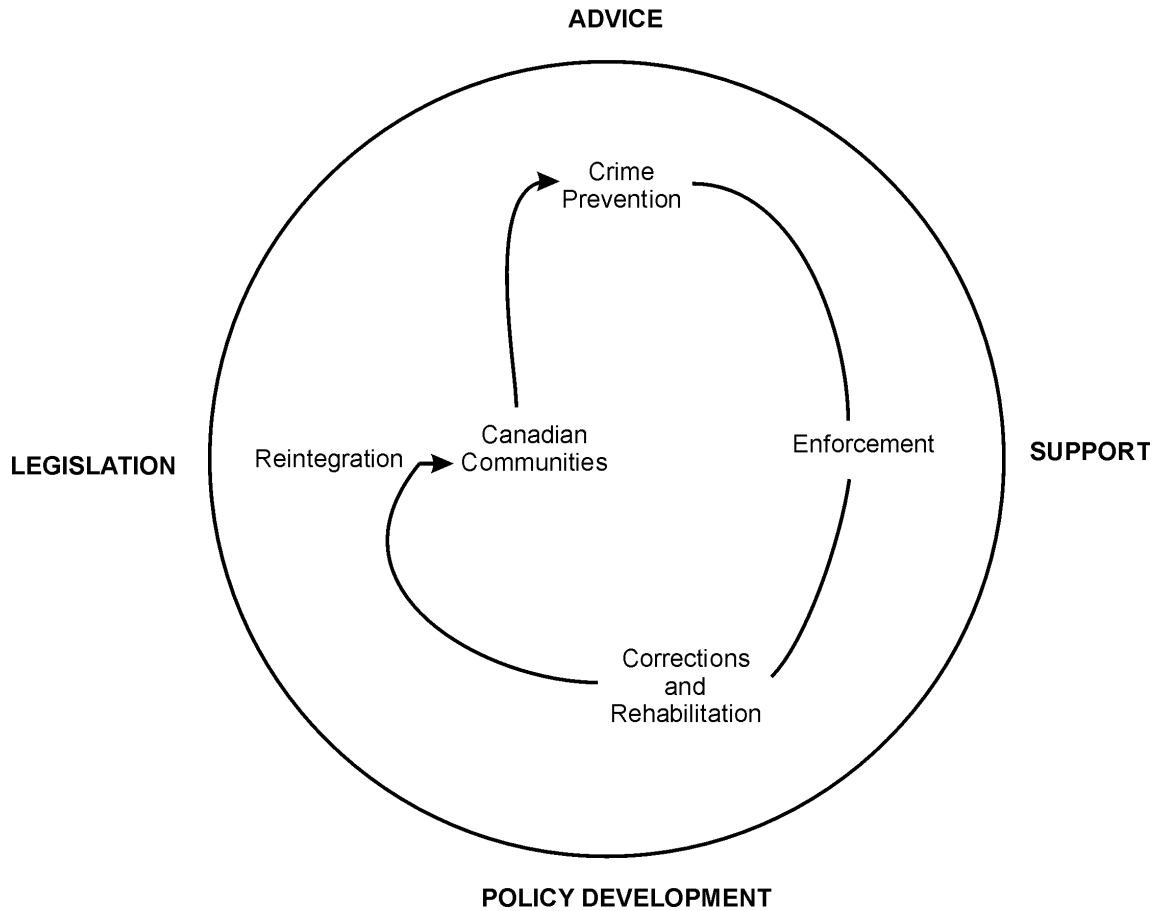 ADVICE
Crime
Prevention
Canadian
Communities
Reintegration
Enforcement
LEGISLATION
SUPPORT
Corrections
and
Rehabilitation
POLICY DEVELOPMENT